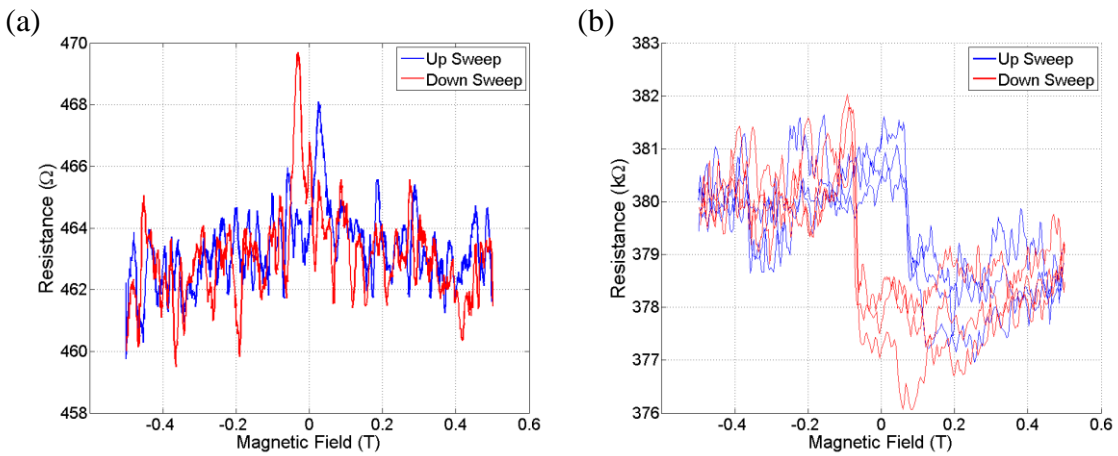 (a)
470
468
466
464
462
460
458
Resistance (Ω)
-0.4
-0.2
0
0.2
0.4
0.6
Magnetic Field (T)
Up Sweep
Down Sweep
(b)
383
382
381
380
379
378
377
376
Resistance (kΩ)
-0.4
-0.2
0
0.2
0.4
0.6
Magnetic Field (T)
Up Sweep
Down Sweep